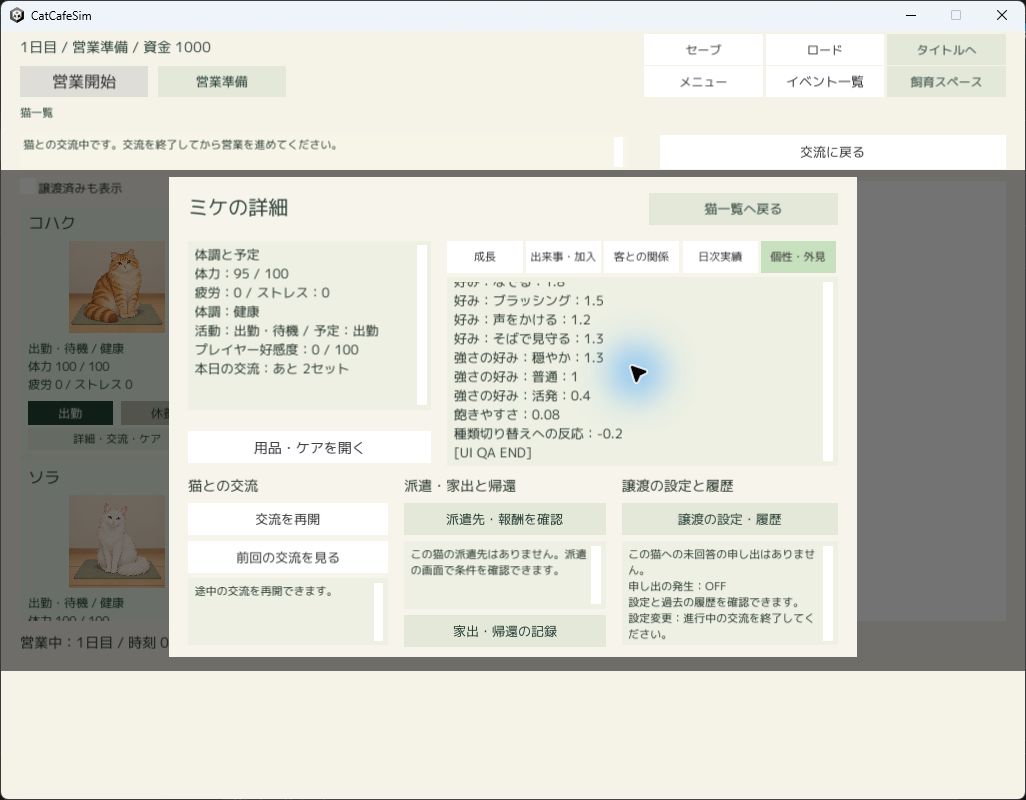 CatCafeSim
1日目 / 営業準備 / 資金 1000
セーブ
ロード
タイトルへ
営業開始
営業準備
メニュー
イベント一覧
飼育スペース
猫一覧
猫との交流中です。交流を終了してから営業を進めてください。
交流に戻る
譲渡済みも表示
コハク
出勤・待機 / 健康
体力 100 / 100
疲労 0 / ストレス 0
出勤
詳細・交流・ケア
ソラ
出勤・待機 / 健康
体力 100 / 100
営業中：1日目 / 時刻 0
ミケの詳細
猫一覧へ戻る
体調と予定
体力：95 / 100
疲労：0 / ストレス：0
体調：健康
活動：出勤・待機 / 予定：出勤
プレイヤー好感度：0 / 100
本日の交流：あと 2セット
成長
出来事・加入
客との関係
日次実績
個性・外見
好み：なでる：1.8
好み：ブラッシング：1.5
好み：声をかける：1.2
好み：そばで見守る：1.3
強さの好み：穏やか：1.3
強さの好み：普通：1
強さの好み：活発：0.4
飽きやすさ：0.08
種類切り替えへの反応：-0.2
[UI QA END]
用品・ケアを開く
猫との交流
交流を再開
前回の交流を見る
途中の交流を再開できます。
派遣・家出と帰還
派遣先・報酬を確認
この猫の派遣先はありません。派遣
の画面で条件を確認できます。
家出・帰還の記録
譲渡の設定と履歴
譲渡の設定・履歴
この猫への未回答の申し出はありませ
ん。
申し出の発生：OFF
設定と過去の履歴を確認できます。
設定変更：進行中の交流を終了してく
ださい。